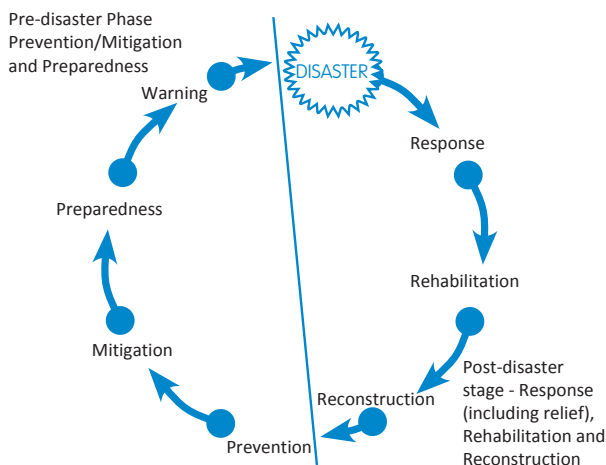 Pre-disaster Phase
Prevention/Mitigation
and Preparedness
DISASTER
Warning
Response
Preparedness
Rehabilitation
Mitigation
Post-disaster
stage - Response
(including relief),
Rehabilitation and
Reconstruction
Reconstruction
Prevention